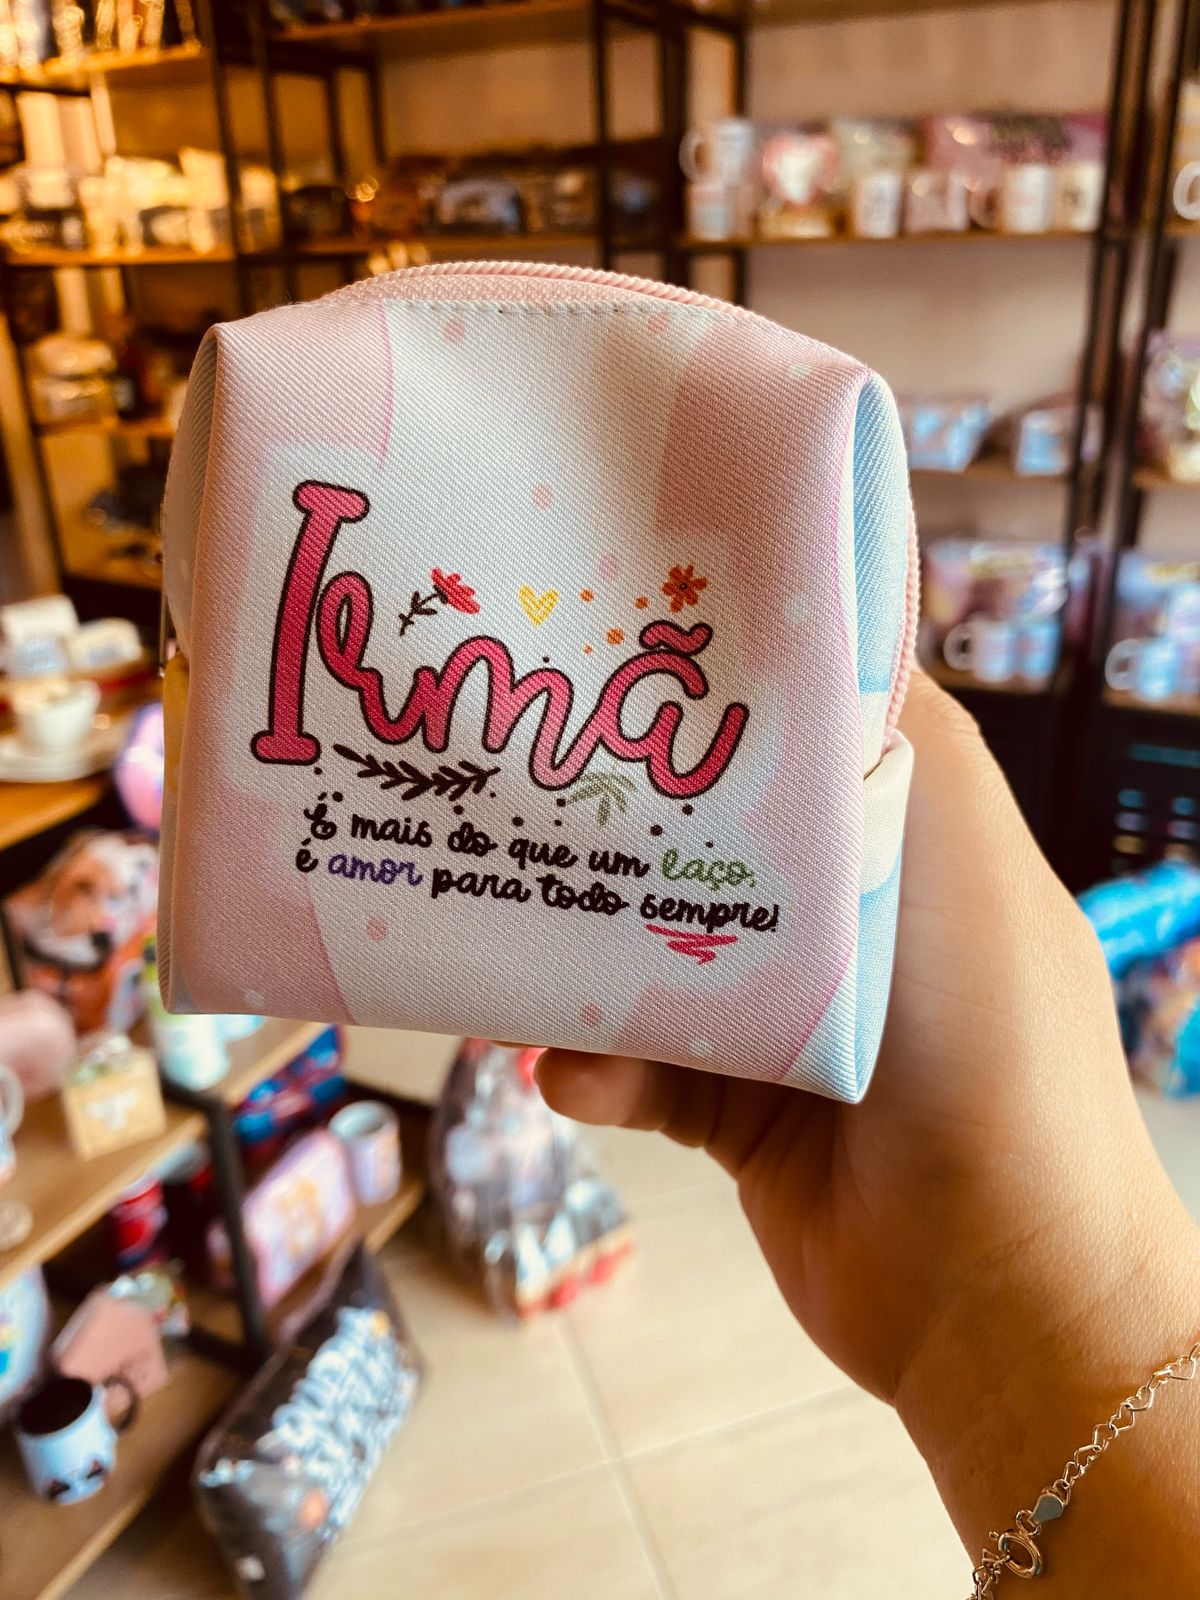 Irmã
É mais do que um laço,
é amor para todo sempre!